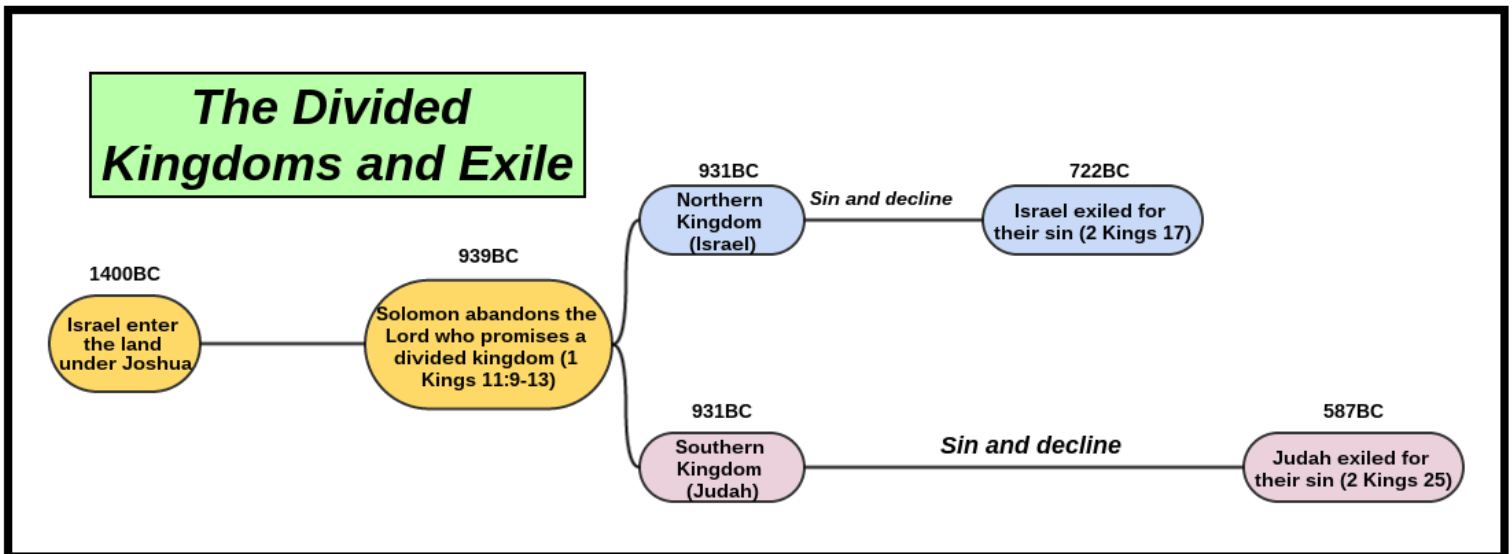 The Divided
Kingdoms and Exile
1400BC
Israel enter
the land
under Joshua
939BC
Solomon abandons the
Lord who promises a
divided kingdom (1
Kings 11:9-13)
931BC
Northern
Kingdom
(Israel)
Sin and decline
722BC
Israel exiled for
their sin (2 Kings 17)
931BC
Southern
Kingdom
(Judah)
Sin and decline
587BC
Judah exiled for
their sin (2 Kings 25)